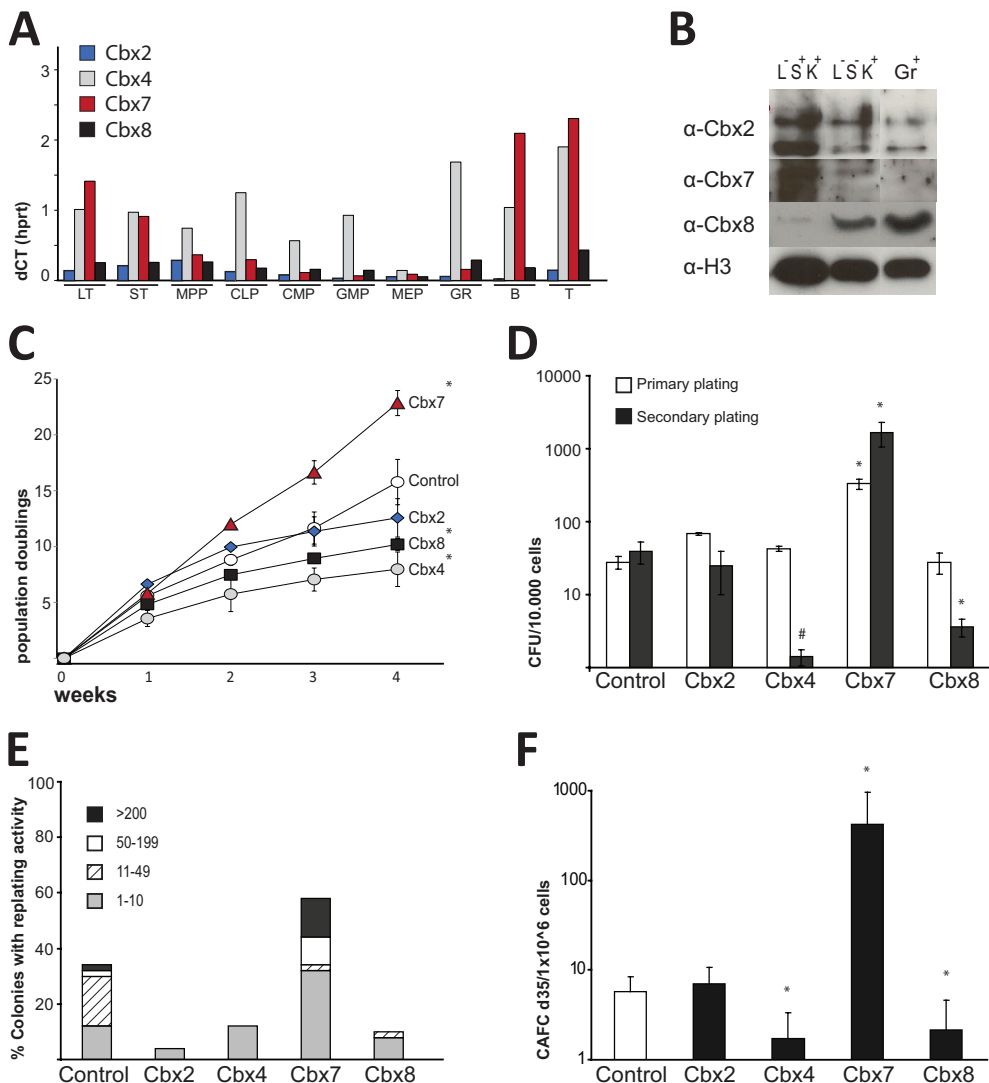 A
Cbx2
Cbx4
Cbx7
Cbx8
3
2
1
0
dCT (hprt)
LT ST MPP CLP CMP GMP MEP GR B T
B
L-S+K+ L-S-K+ Gr+
α-Cbx2
α-Cbx7
α-Cbx8
α-H3
C
25
20
15
10
5
population doublings
0 1 2 3 4
weeks
Cbx7 *
Control
Cbx2
Cbx8 *
Cbx4 *
D
10000
1000
100
10
CFU/10.000 cells
Primary plating
Secondary plating
# * * *
Control Cbx2 Cbx4 Cbx7 Cbx8
E
100
80
60
40
20
% Colonies with replating activity
>200
50-199
11-49
1-10
Control Cbx2 Cbx4 Cbx7 Cbx8
F
1000
100
10
1
CAFC d35/1x10^6 cells
* * *
Control Cbx2 Cbx4 Cbx7 Cbx8